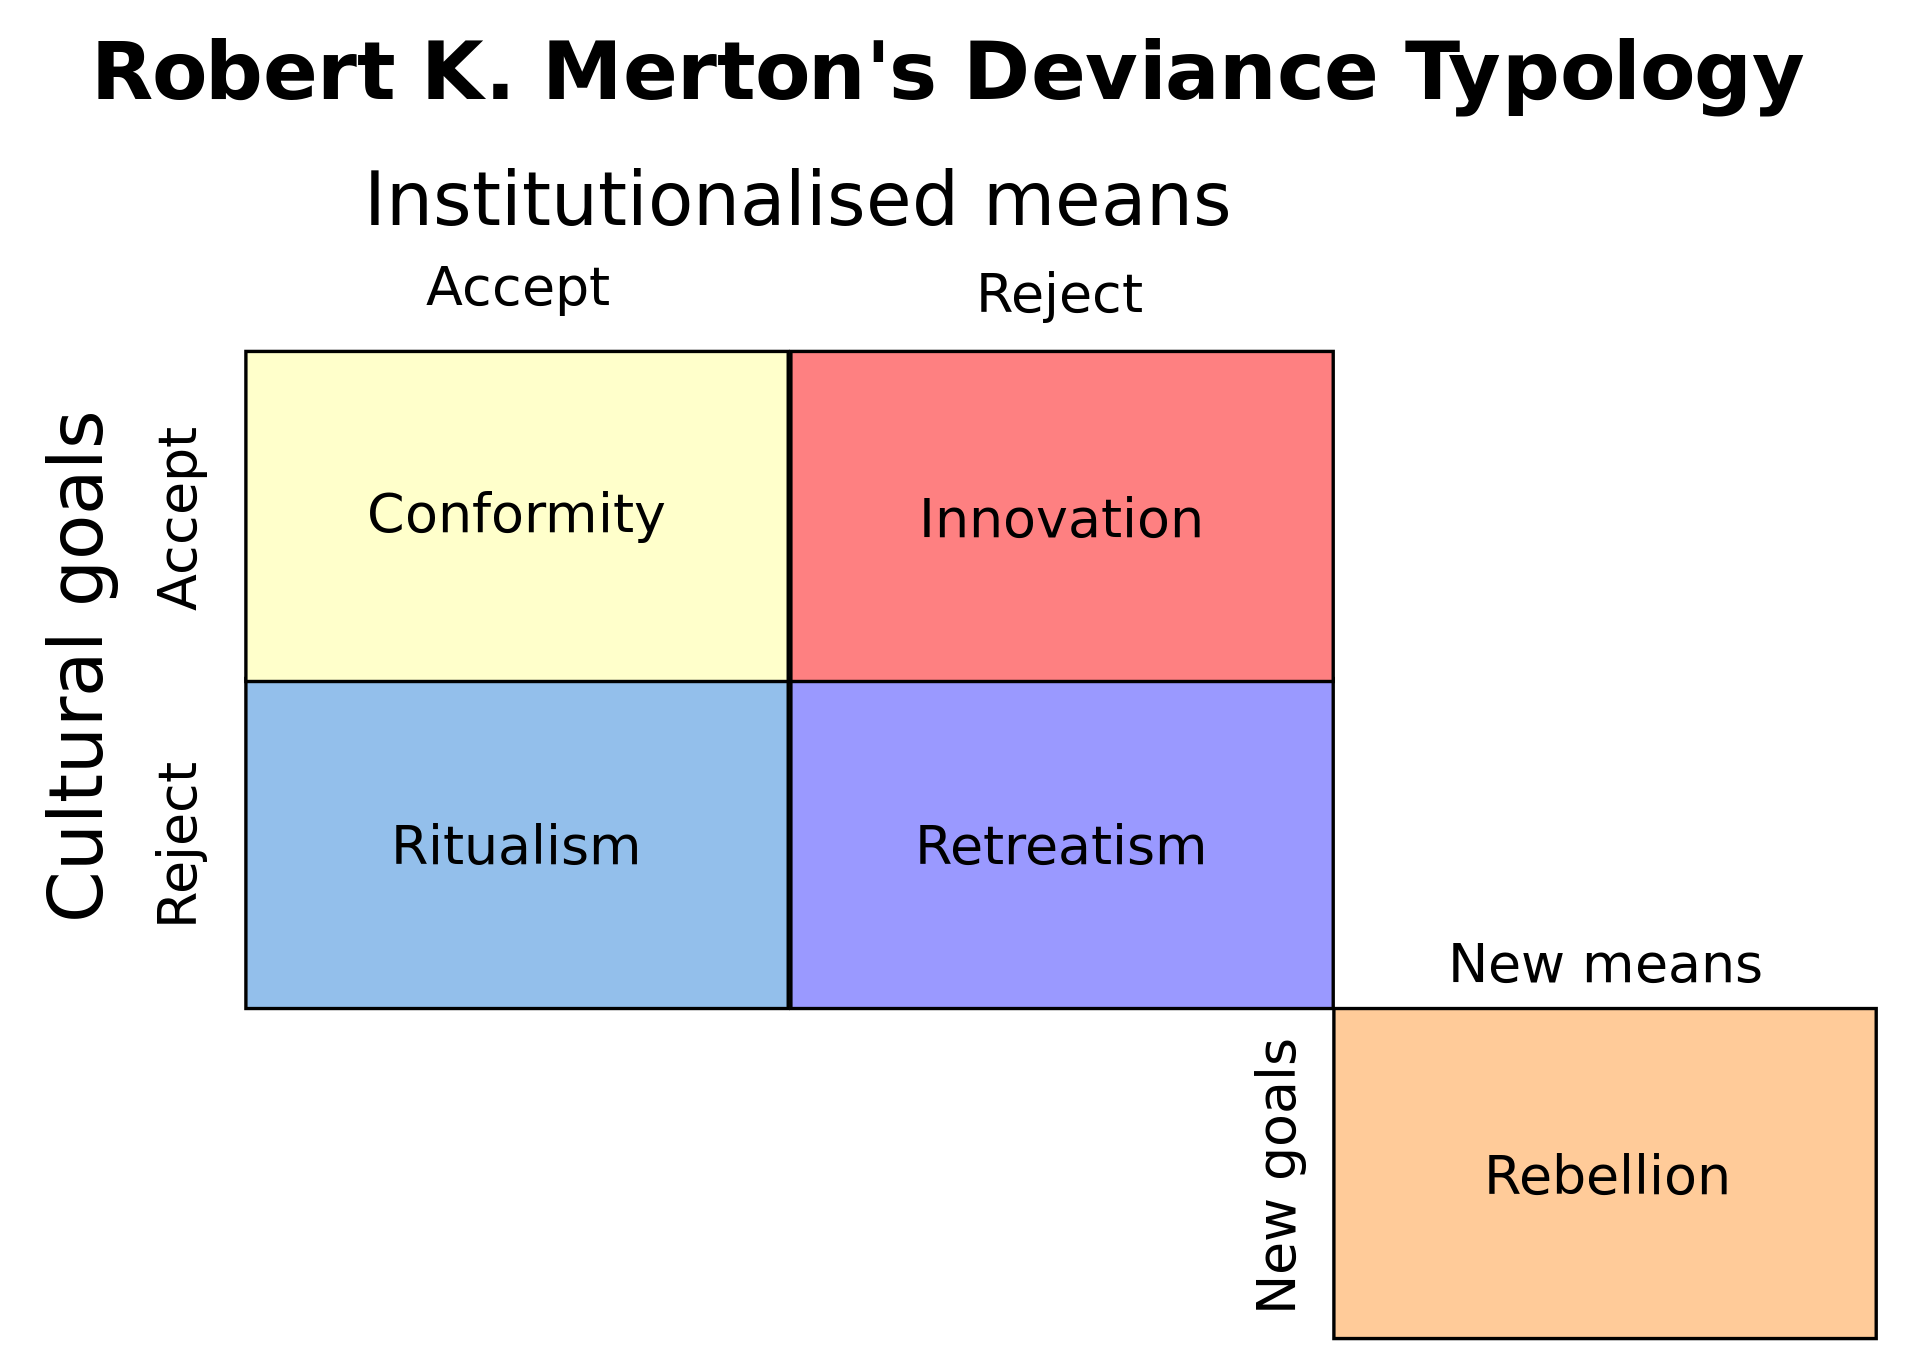 Robert K. Merton's Deviance Typology
Institutionalised means
Accept
Reject
Cultural goals
Accept
Conformity
Innovation
Reject
Ritualism
Retreatism
New means
New goals
Rebellion